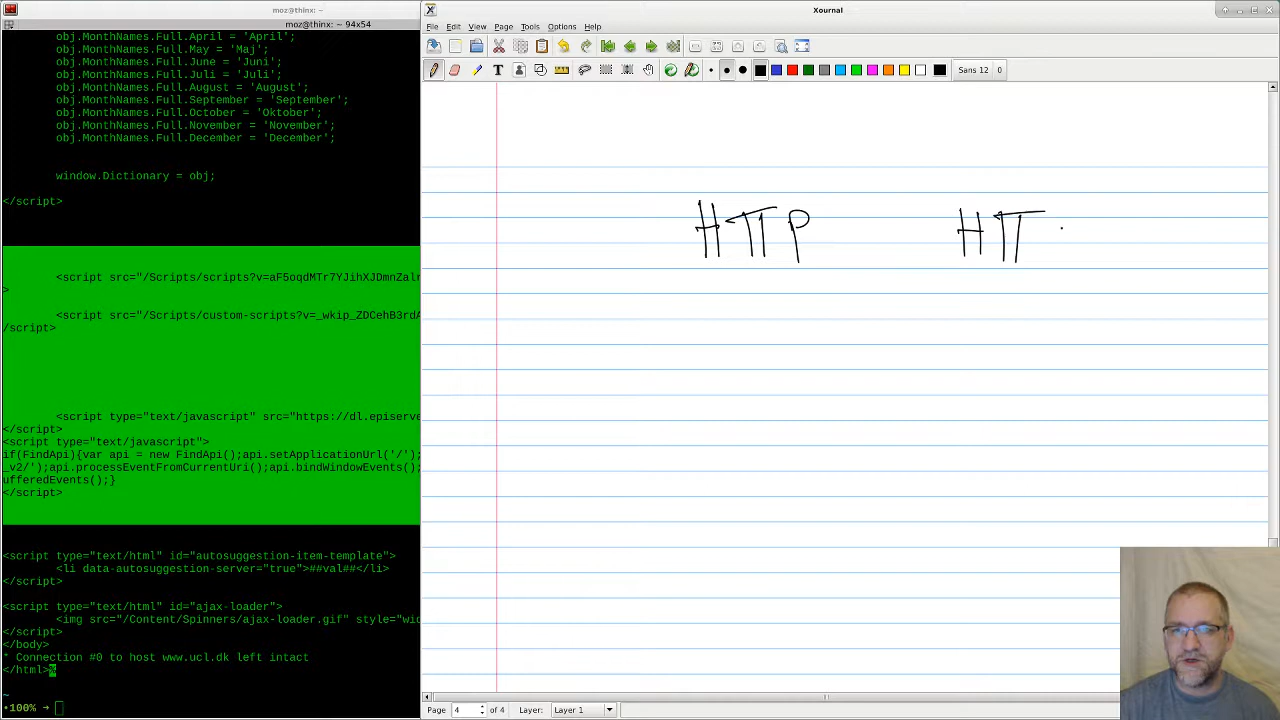 moz@thinx: ~
moz@thinx: ~ 94x54
obj.MonthNames.Full.April = 'April';
obj.MonthNames.Full.May = 'Maj';
obj.MonthNames.Full.June = 'Juni';
obj.MonthNames.Full.Juli = 'Juli';
obj.MonthNames.Full.August = 'August';
obj.MonthNames.Full.September = 'September';
obj.MonthNames.Full.October = 'Oktober';
obj.MonthNames.Full.November = 'November';
obj.MonthNames.Full.December = 'December';
window.Dictionary = obj;
</script>
<script src="/Scripts/scripts?v=aF5oqdMTr7YJihXJDmnZalr
>
<script src="/Scripts/custom-scripts?v=_wkip_ZDCehB3rdA
/script>
<script type="text/javascript" src="https://dl.episerve
</script>
<script type="text/javascript">
if(FindApi){var api = new FindApi();api.setApplicationUrl('/');
_v2/');api.processEventFromCurrentUri();api.bindWindowEvents();
ufferedEvents();}
</script>
<script type="text/html" id="autosuggestion-item-template">
<li data-autosuggestion-server="true">##val##</li>
</script>
<script type="text/html" id="ajax-loader">
<img src="/Content/Spinners/ajax-loader.gif" style="wid
</script>
</body>
* Connection #0 to host www.ucl.dk left intact
</html>%
~
•100% →
Xournal
File Edit View Page Tools Options Help
T Sans 12 0
HTTP HTT
Page 4 of 4 Layer: Layer 1